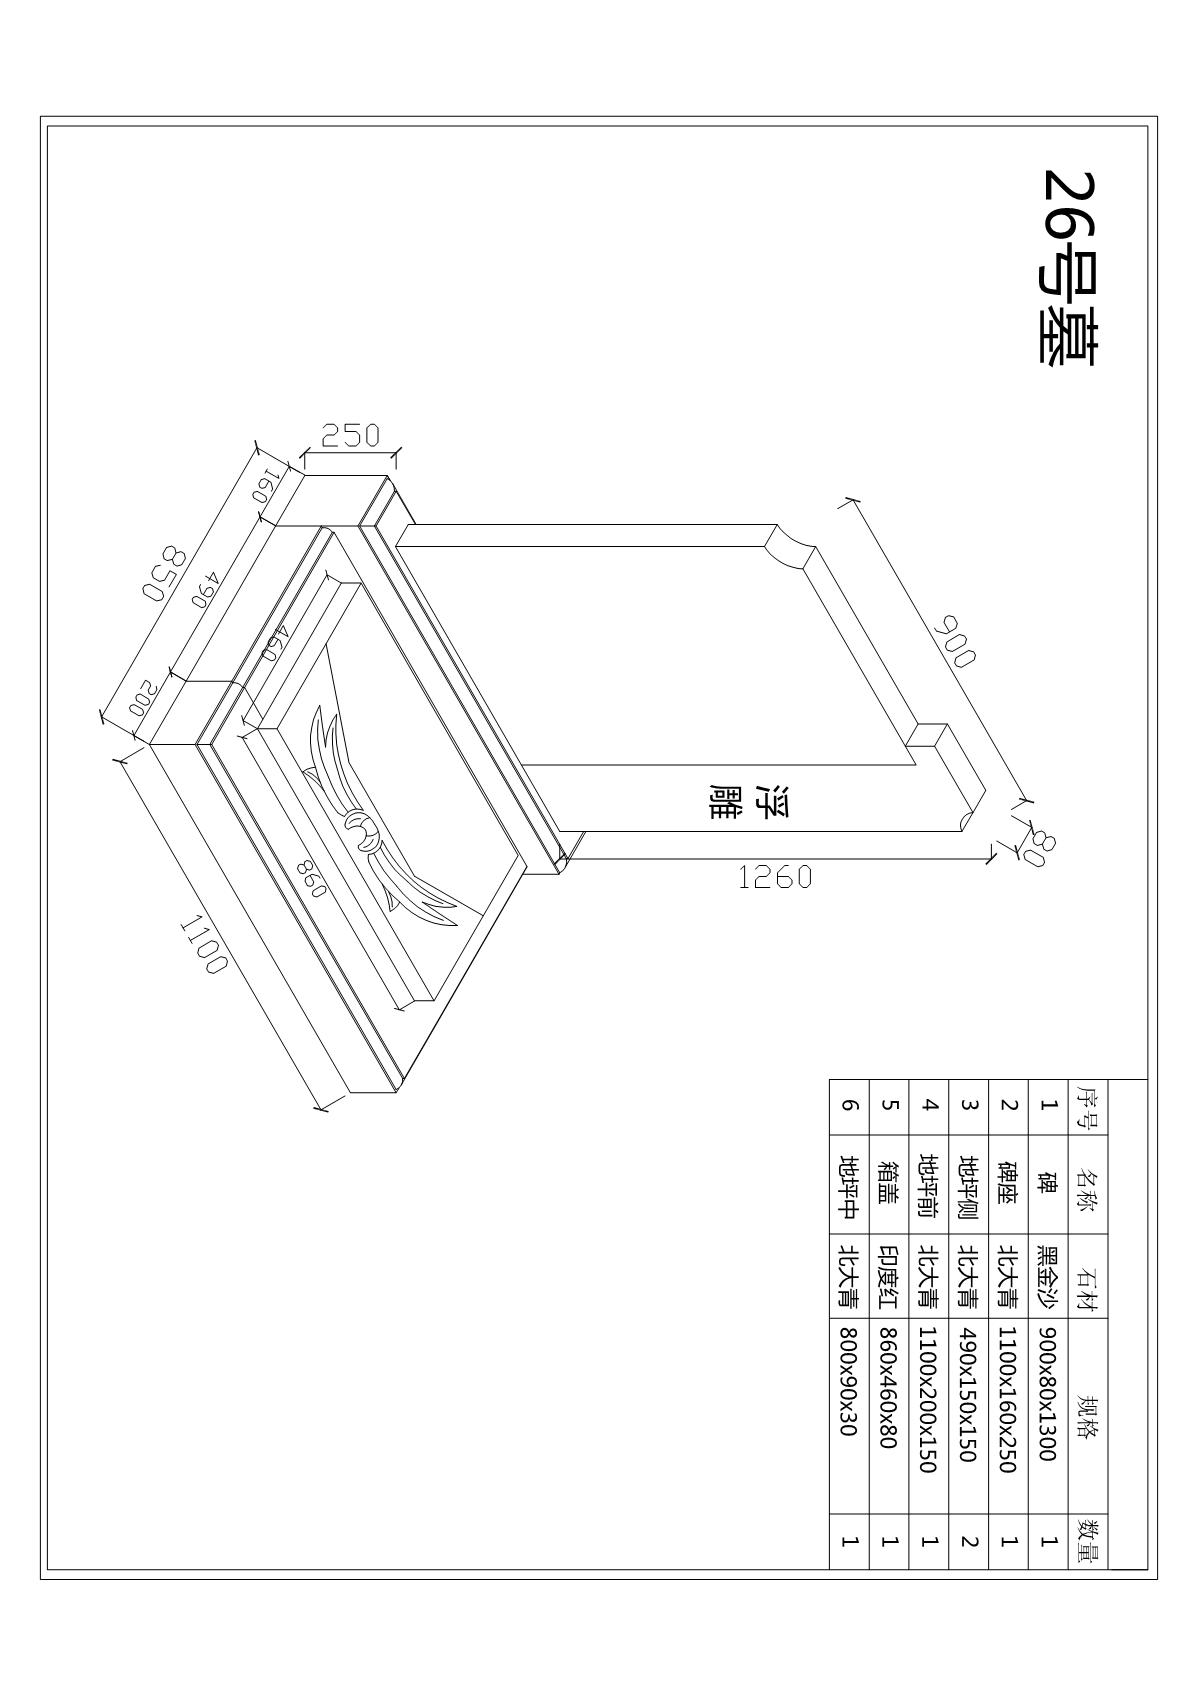 26号墓
900
80
250
1260
浮
雕
160
490
460
850
200
860
1100
序号 名称 石材 规格 数量
1 碑 黑金沙 900x80x1300 1
2 碑座 北大青 1100x160x250 1
3 地坪侧 北大青 490x150x150 2
4 地坪前 北大青 1100x200x150 1
5 箱盖 印度红 860x460x80 1
6 地坪中 北大青 800x90x30 1